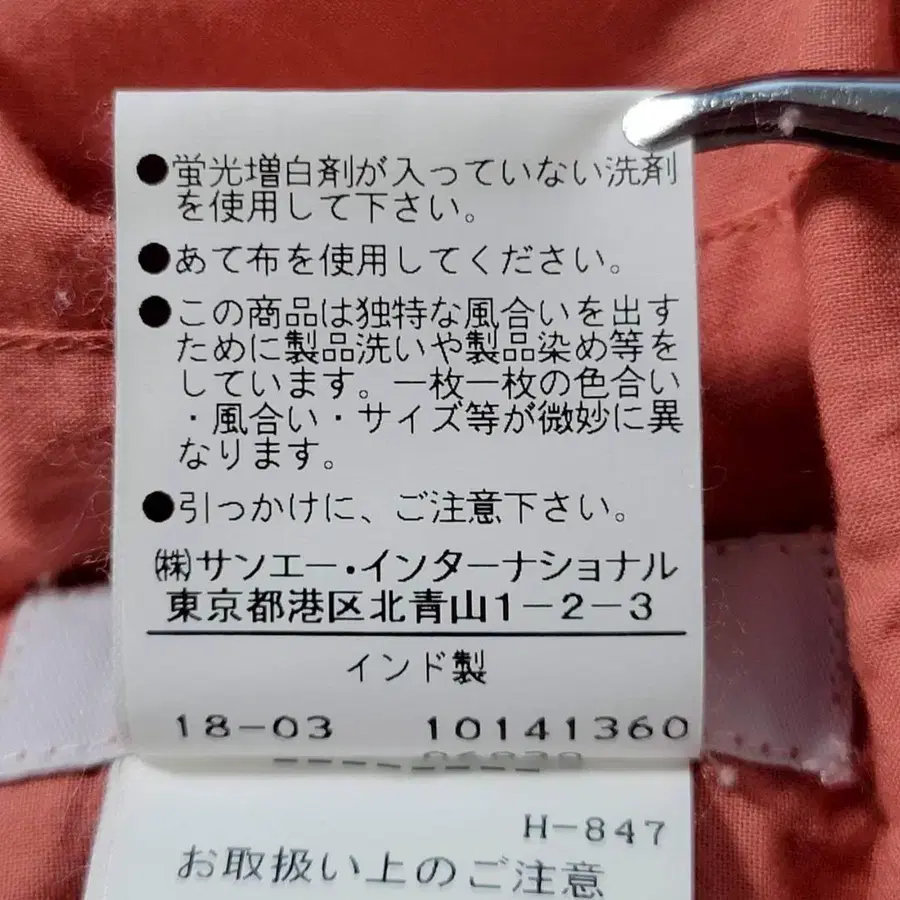 ●蛍光増白剤が入っていない洗剤
を使用して下さい。
●あて布を使用してください。
●この商品は独特な風合いを出す
ために製品洗いや製品染め等を
しています。一枚一枚の色合い
・風合い・サイズ等が微妙に異
なります。
●引っかけに、ご注意下さい。
㈱サンエー・インターナショナル
東京都港区北青山1-2-3
インド製
18-03 10141360
H-847
お取扱い上のご注意